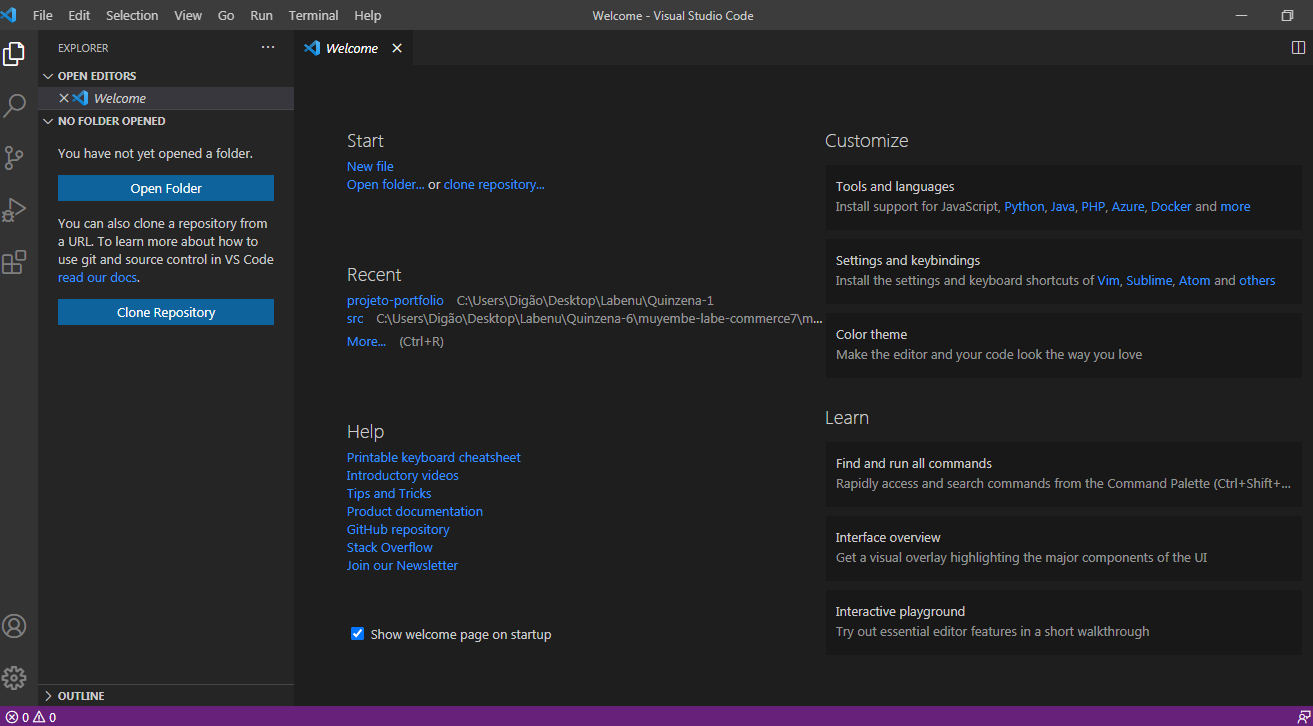 File Edit Selection View Go Run Terminal Help
Welcome - Visual Studio Code
EXPLORER
OPEN EDITORS
Welcome
NO FOLDER OPENED
You have not yet opened a folder.
Open Folder
You can also clone a repository from
a URL. To learn more about how to
use git and source control in VS Code
read our docs.
Clone Repository
OUTLINE
Welcome
Start
New file
Open folder... or clone repository...
Recent
projeto-portfolio C:\Users\Digão\Desktop\Labenu\Quinzena-1
src C:\Users\Digão\Desktop\Labenu\Quinzena-6\muyembe-labe-commerce7\m...
More... (Ctrl+R)
Help
Printable keyboard cheatsheet
Introductory videos
Tips and Tricks
Product documentation
GitHub repository
Stack Overflow
Join our Newsletter
Show welcome page on startup
Customize
Tools and languages
Install support for JavaScript, Python, Java, PHP, Azure, Docker and more
Settings and keybindings
Install the settings and keyboard shortcuts of Vim, Sublime, Atom and others
Color theme
Make the editor and your code look the way you love
Learn
Find and run all commands
Rapidly access and search commands from the Command Palette (Ctrl+Shift+...
Interface overview
Get a visual overlay highlighting the major components of the UI
Interactive playground
Try out essential editor features in a short walkthrough
0 0